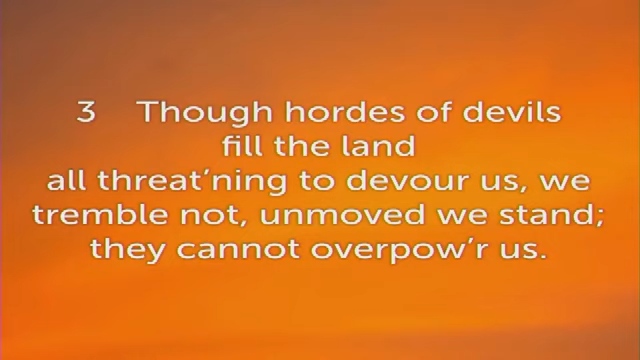 3 Though hordes of devils
fill the land
all threat’ning to devour us, we
tremble not, unmoved we stand;
they cannot overpow’r us.